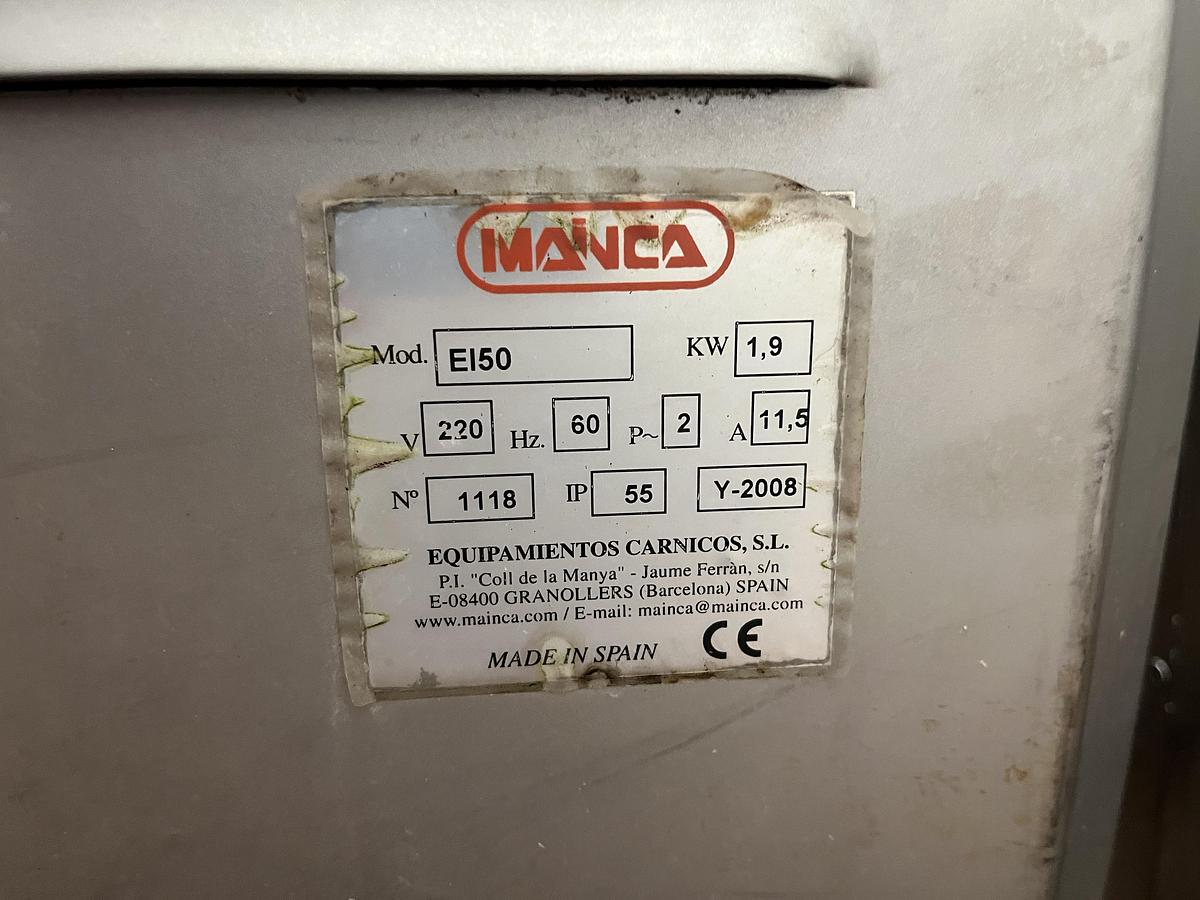 MAINCA
Mod. EI50 KW 1,9
V 220 Hz. 60 P~ 2 A 11,5
Nº 1118 IP 55 Y-2008
EQUIPAMIENTOS CARNICOS, S.L.
P.I. "Coll de la Manya" - Jaume Ferràn, s/n
E-08400 GRANOLLERS (Barcelona) SPAIN
www.mainca.com / E-mail: mainca@mainca.com
MADE IN SPAIN CE